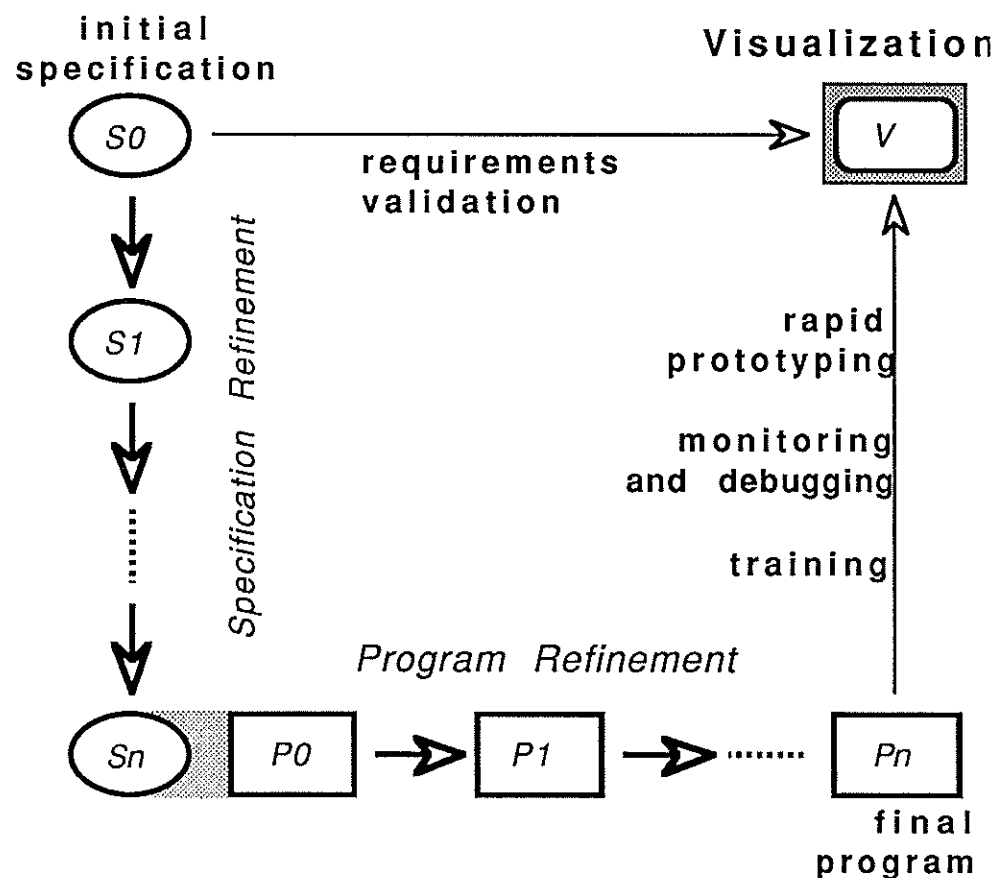 initial
specification
Visualization
S0
V
requirements
validation
Specification Refinement
S1
rapid
prototyping
monitoring
and debugging
training
Program Refinement
Sn
P0
P1
Pn
final
program